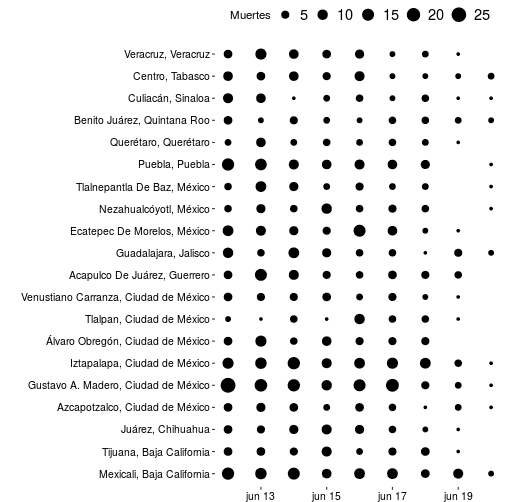 Muertes 5 10 15 20 25
Veracruz, Veracruz
Centro, Tabasco
Culiacán, Sinaloa
Benito Juárez, Quintana Roo
Querétaro, Querétaro
Puebla, Puebla
Tlalnepantla De Baz, México
Nezahualcóyotl, México
Ecatepec De Morelos, México
Guadalajara, Jalisco
Acapulco De Juárez, Guerrero
Venustiano Carranza, Ciudad de México
Tlalpan, Ciudad de México
Álvaro Obregón, Ciudad de México
Iztapalapa, Ciudad de México
Gustavo A. Madero, Ciudad de México
Azcapotzalco, Ciudad de México
Juárez, Chihuahua
Tijuana, Baja California
Mexicali, Baja California
jun 13 jun 15 jun 17 jun 19